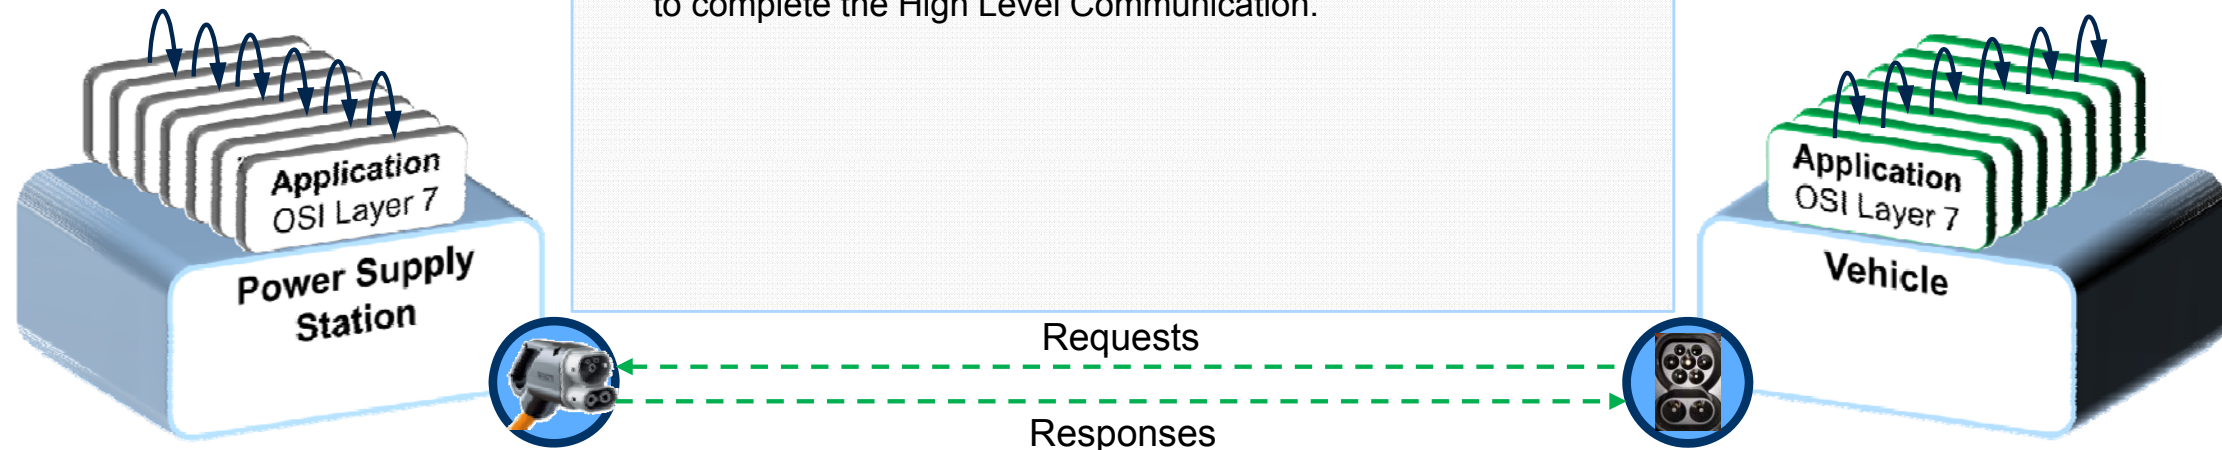 to complete the High Level Communication.
Application
OSI Layer 7
Power Supply
Station
Application
OSI Layer 7
Vehicle
Requests
Responses